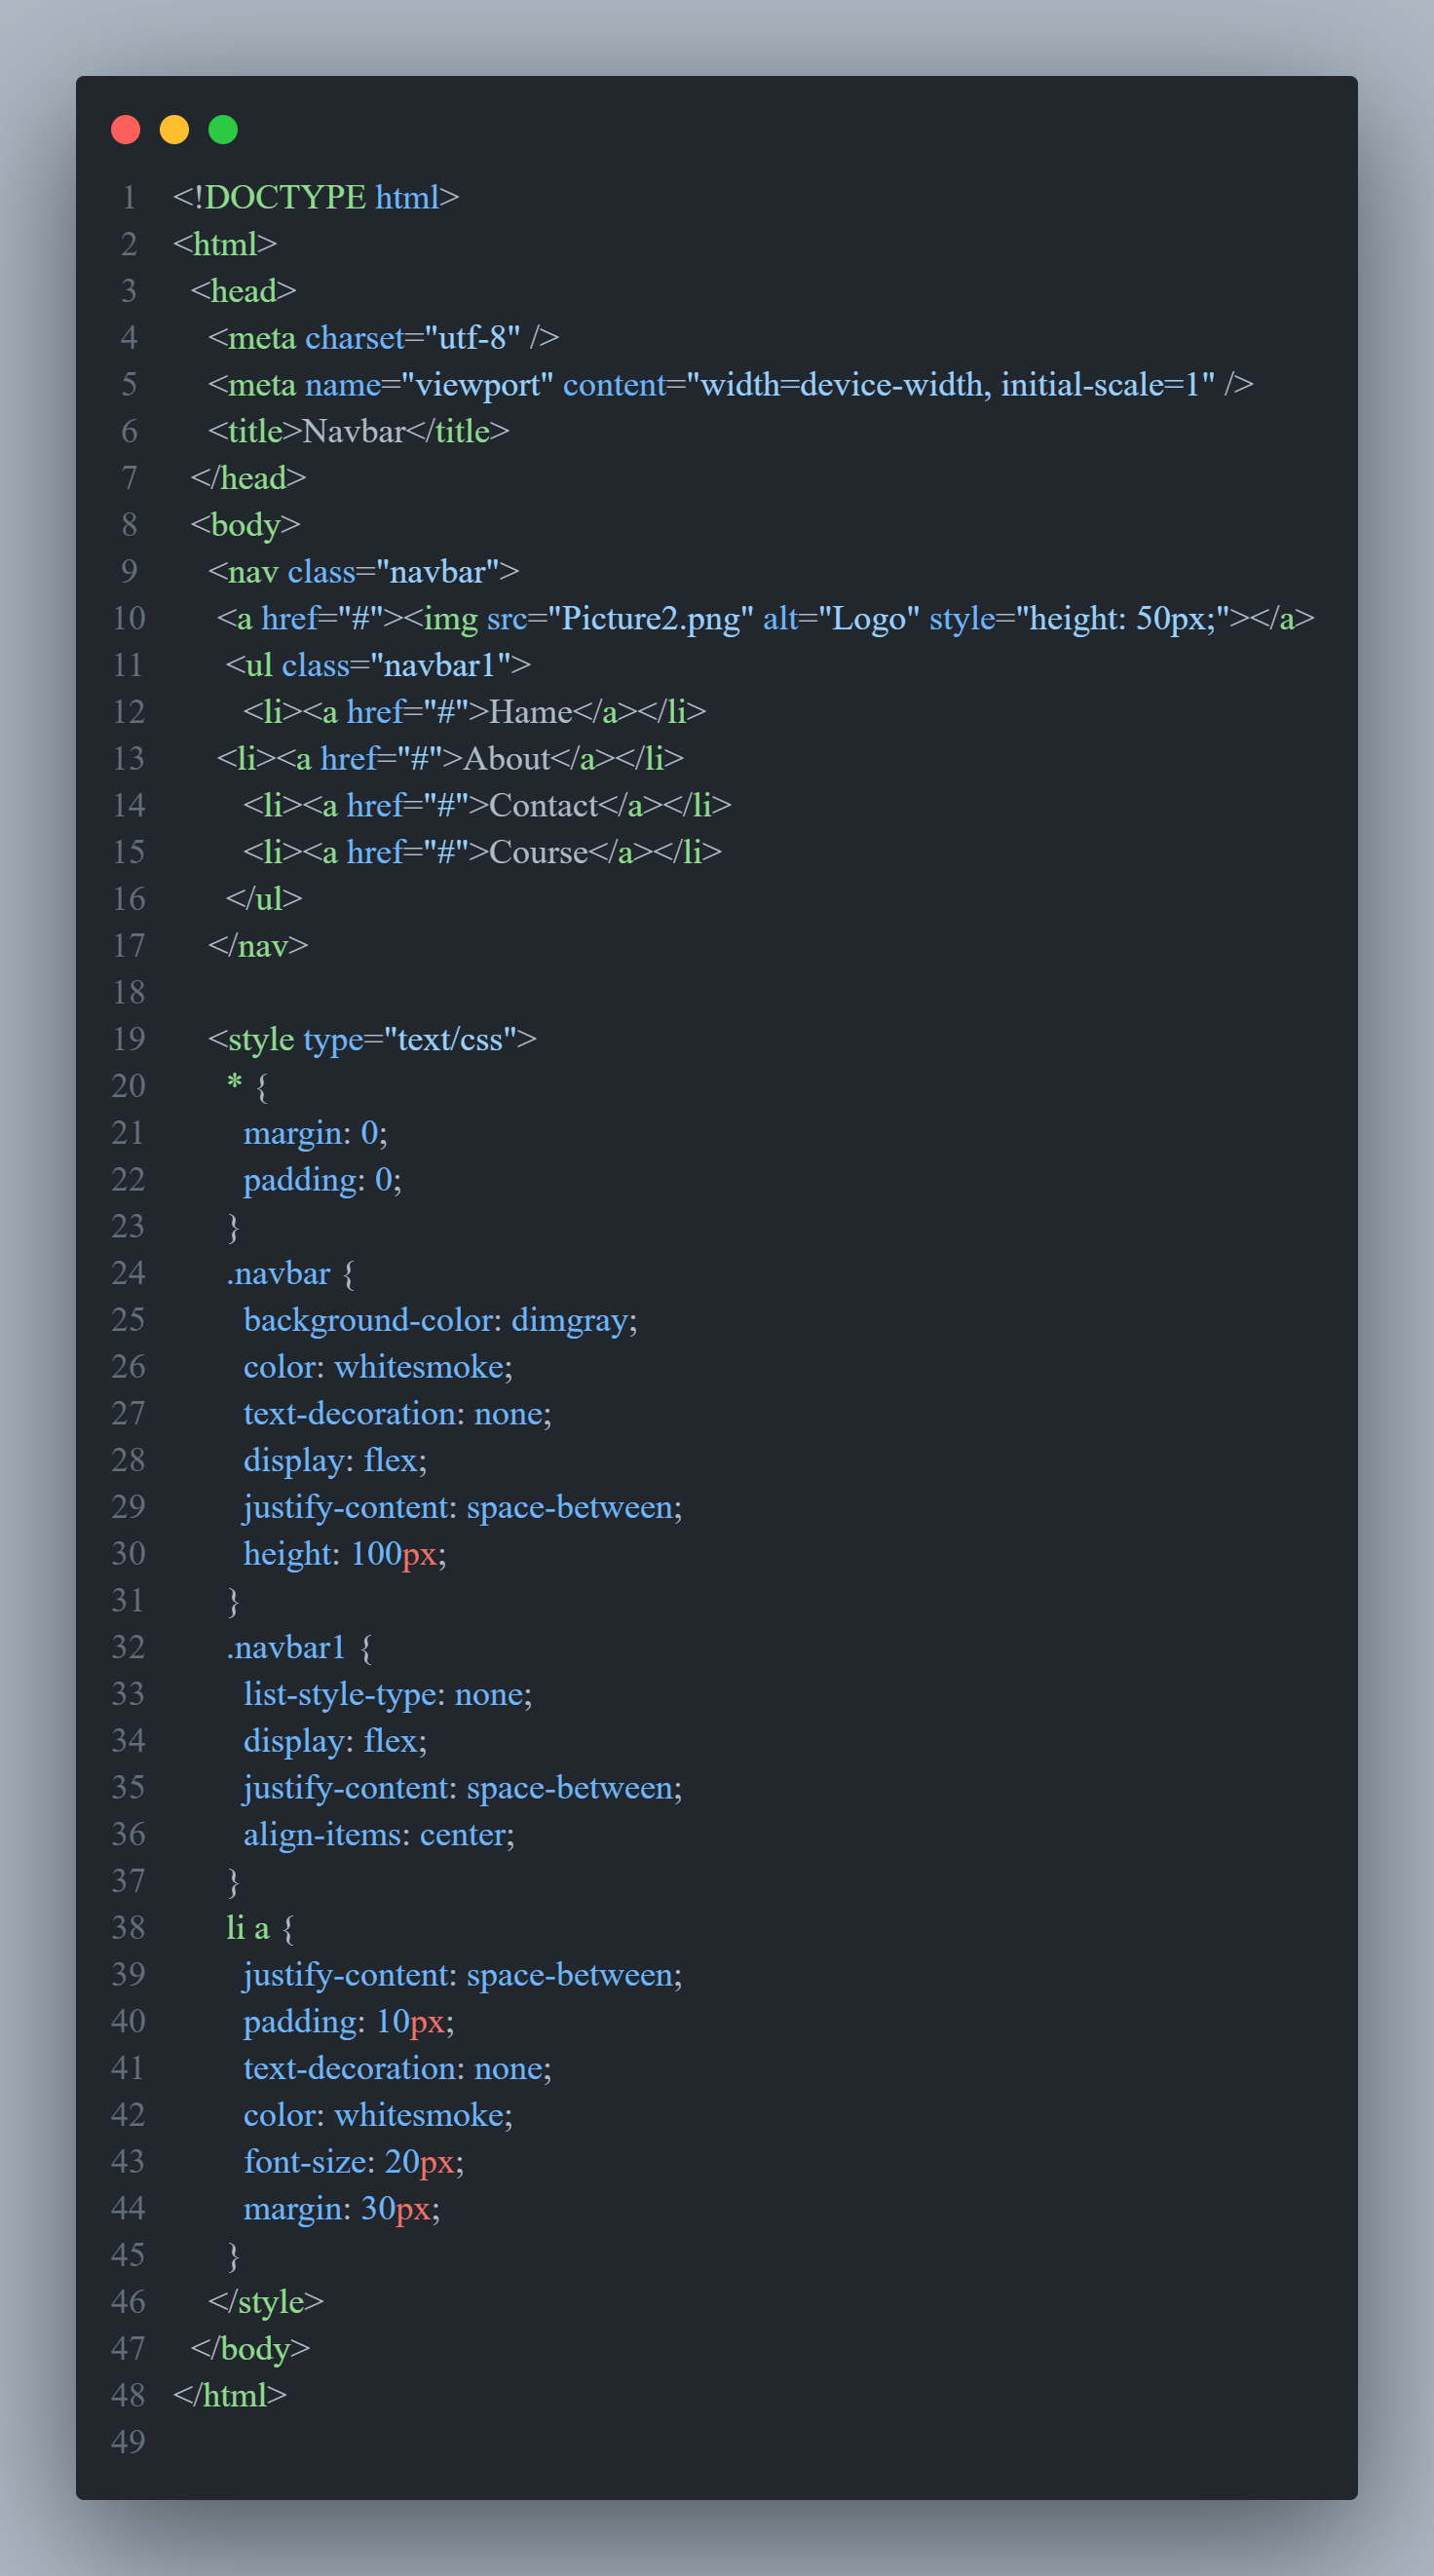 1 <!DOCTYPE html>
2 <html>
3   <head>
4     <meta charset="utf-8" />
5     <meta name="viewport" content="width=device-width, initial-scale=1" />
6     <title>Navbar</title>
7   </head>
8   <body>
9     <nav class="navbar">
10      <a href="#"><img src="Picture2.png" alt="Logo" style="height: 50px;"></a>
11       <ul class="navbar1">
12         <li><a href="#">Hame</a></li>
13      <li><a href="#">About</a></li>
14         <li><a href="#">Contact</a></li>
15         <li><a href="#">Course</a></li>
16       </ul>
17     </nav>
18
19     <style type="text/css">
20       * {
21         margin: 0;
22         padding: 0;
23       }
24       .navbar {
25         background-color: dimgray;
26         color: whitesmoke;
27         text-decoration: none;
28         display: flex;
29         justify-content: space-between;
30         height: 100px;
31       }
32       .navbar1 {
33         list-style-type: none;
34         display: flex;
35         justify-content: space-between;
36         align-items: center;
37       }
38       li a {
39         justify-content: space-between;
40         padding: 10px;
41         text-decoration: none;
42         color: whitesmoke;
43         font-size: 20px;
44         margin: 30px;
45       }
46     </style>
47   </body>
48 </html>
49